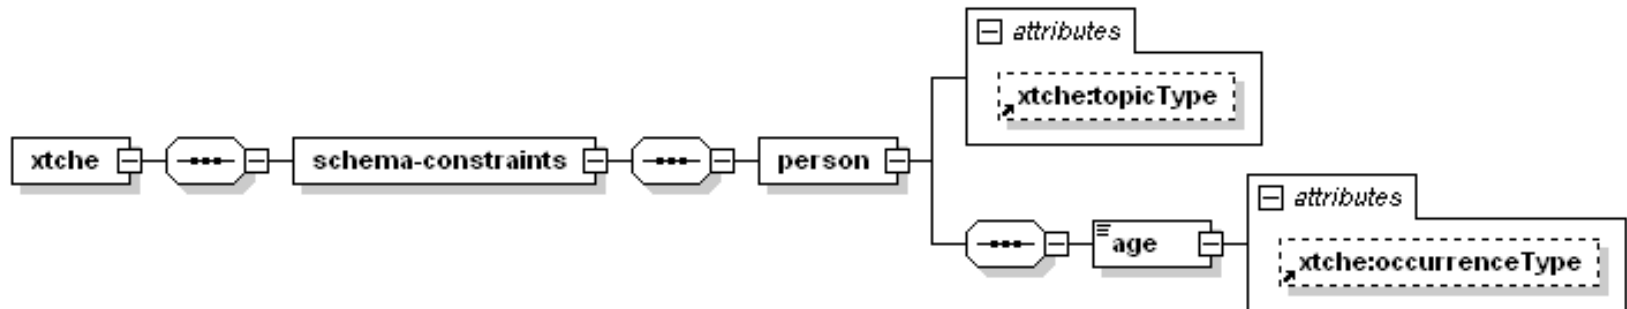 attributes
xtche:topicType
xtche
schema-constraints
person
attributes
age
xtche:occurrenceType